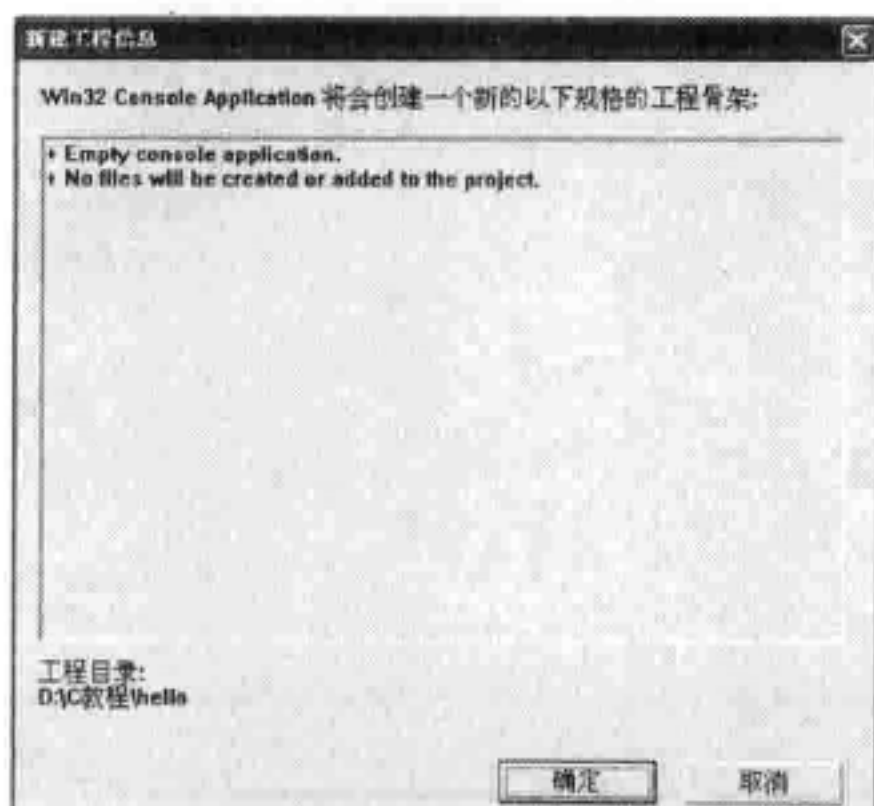 新建工程信息
Win32 Console Application 将会创建一个新的以下规格的工程骨架:
+ Empty console application.
+ No files will be created or added to the project.
工程目录:
D:\C教程\hello
确定 取消